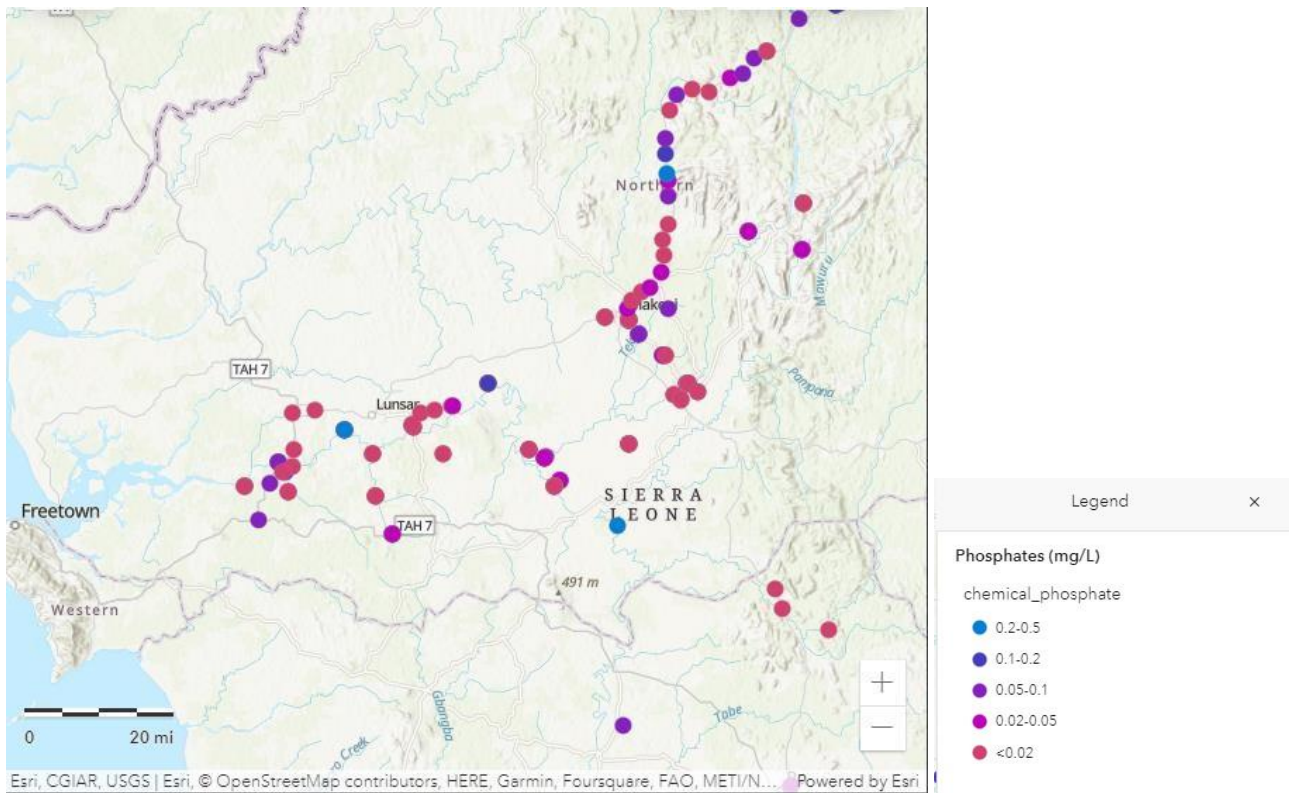 Northern
Mawuru
TAH 7
Pampana
Lunsar
SIERRA
LEONE
Freetown
TAH 7
491 m
Western
Gbangba
Tabe
Creek
+
−
0 20 mi
Esri, CGIAR, USGS | Esri, © OpenStreetMap contributors, HERE, Garmin, Foursquare, FAO, METI/N... Powered by Esri
Legend ×
Phosphates (mg/L)
chemical_phosphate
0.2-0.5
0.1-0.2
0.05-0.1
0.02-0.05
<0.02